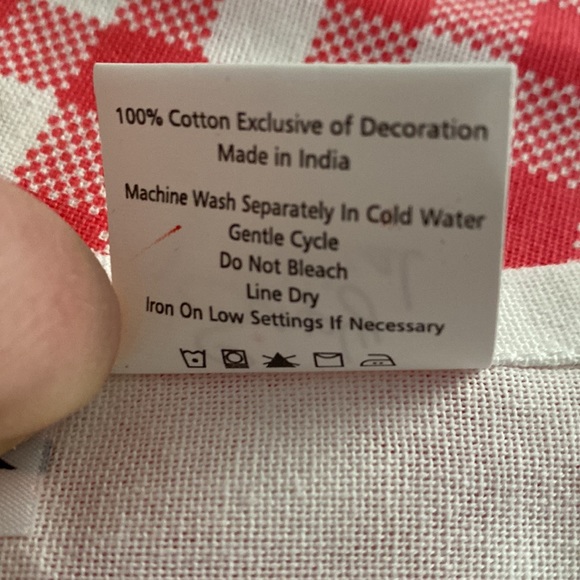 100% Cotton Exclusive of Decoration
Made in India
Machine Wash Separately In Cold Water
Gentle Cycle
Do Not Bleach
Line Dry
Iron On Low Settings If Necessary